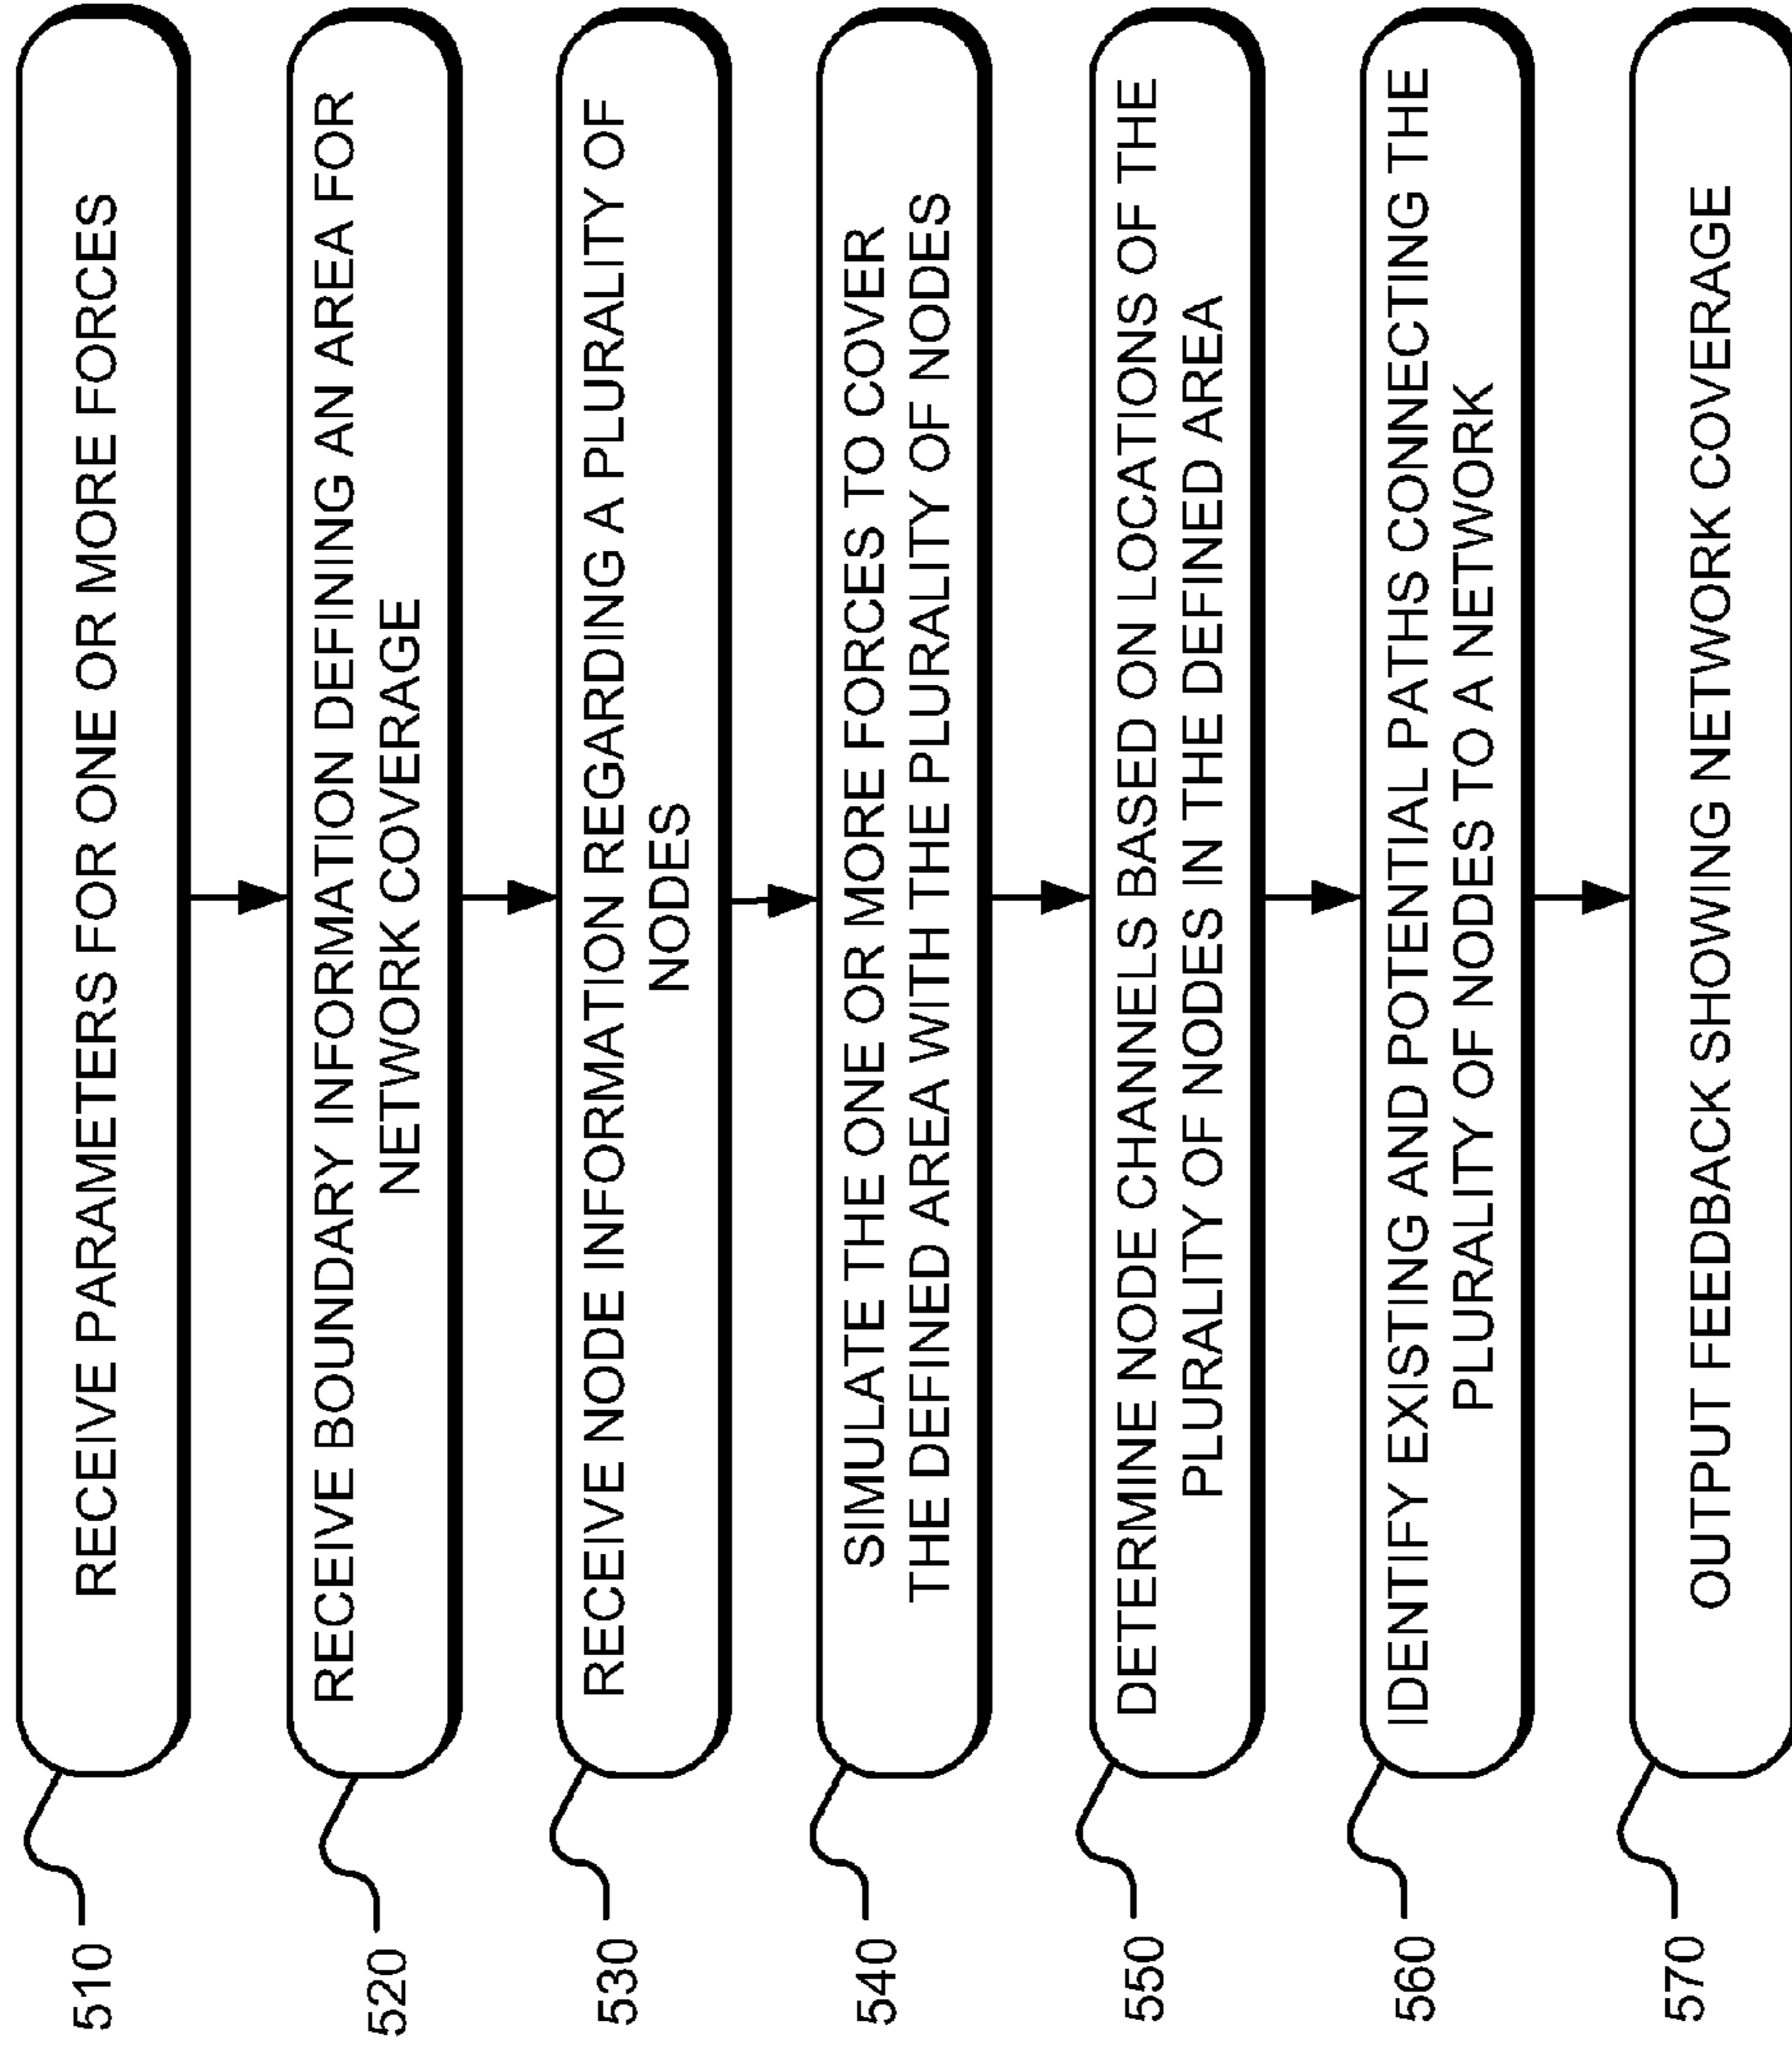 510
RECEIVE PARAMETERS FOR ONE OR MORE FORCES
520
RECEIVE BOUNDARY INFORMATION DEFINING AN AREA FOR
NETWORK COVERAGE
530
RECEIVE NODE INFORMATION REGARDING A PLURALITY OF
NODES
540
SIMULATE THE ONE OR MORE FORCES TO COVER
THE DEFINED AREA WITH THE PLURALITY OF NODES
550
DETERMINE NODE CHANNELS BASED ON LOCATIONS OF THE
PLURALITY OF NODES IN THE DEFINED AREA
560
IDENTIFY EXISTING AND POTENTIAL PATHS CONNECTING THE
PLURALITY OF NODES TO A NETWORK
570
OUTPUT FEEDBACK SHOWING NETWORK COVERAGE